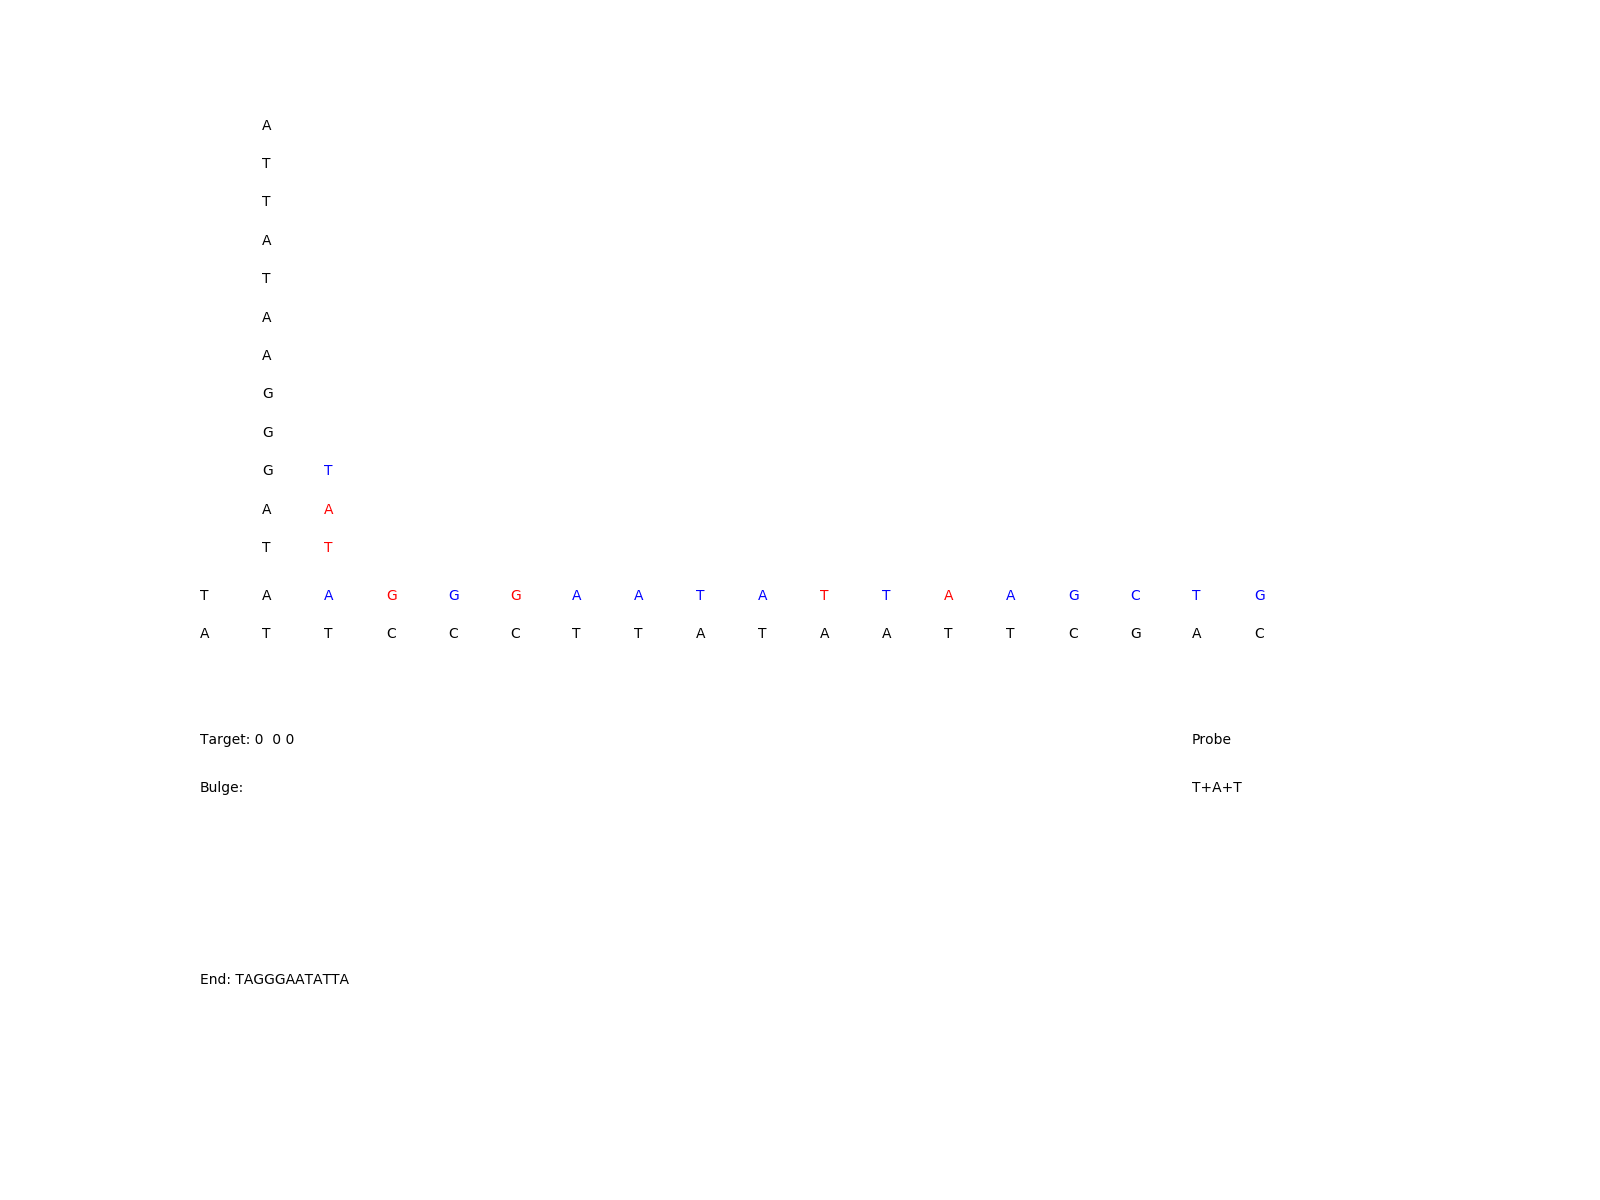 A
T
T
A
T
A
A
G
G
G T
A A
T T
T A A G G G A A T A T T A A G C T G
A T T C C C T T A T A A T T C G A C
Target: 0  0 0 Probe
Bulge: T+A+T
End: TAGGGAATATTA